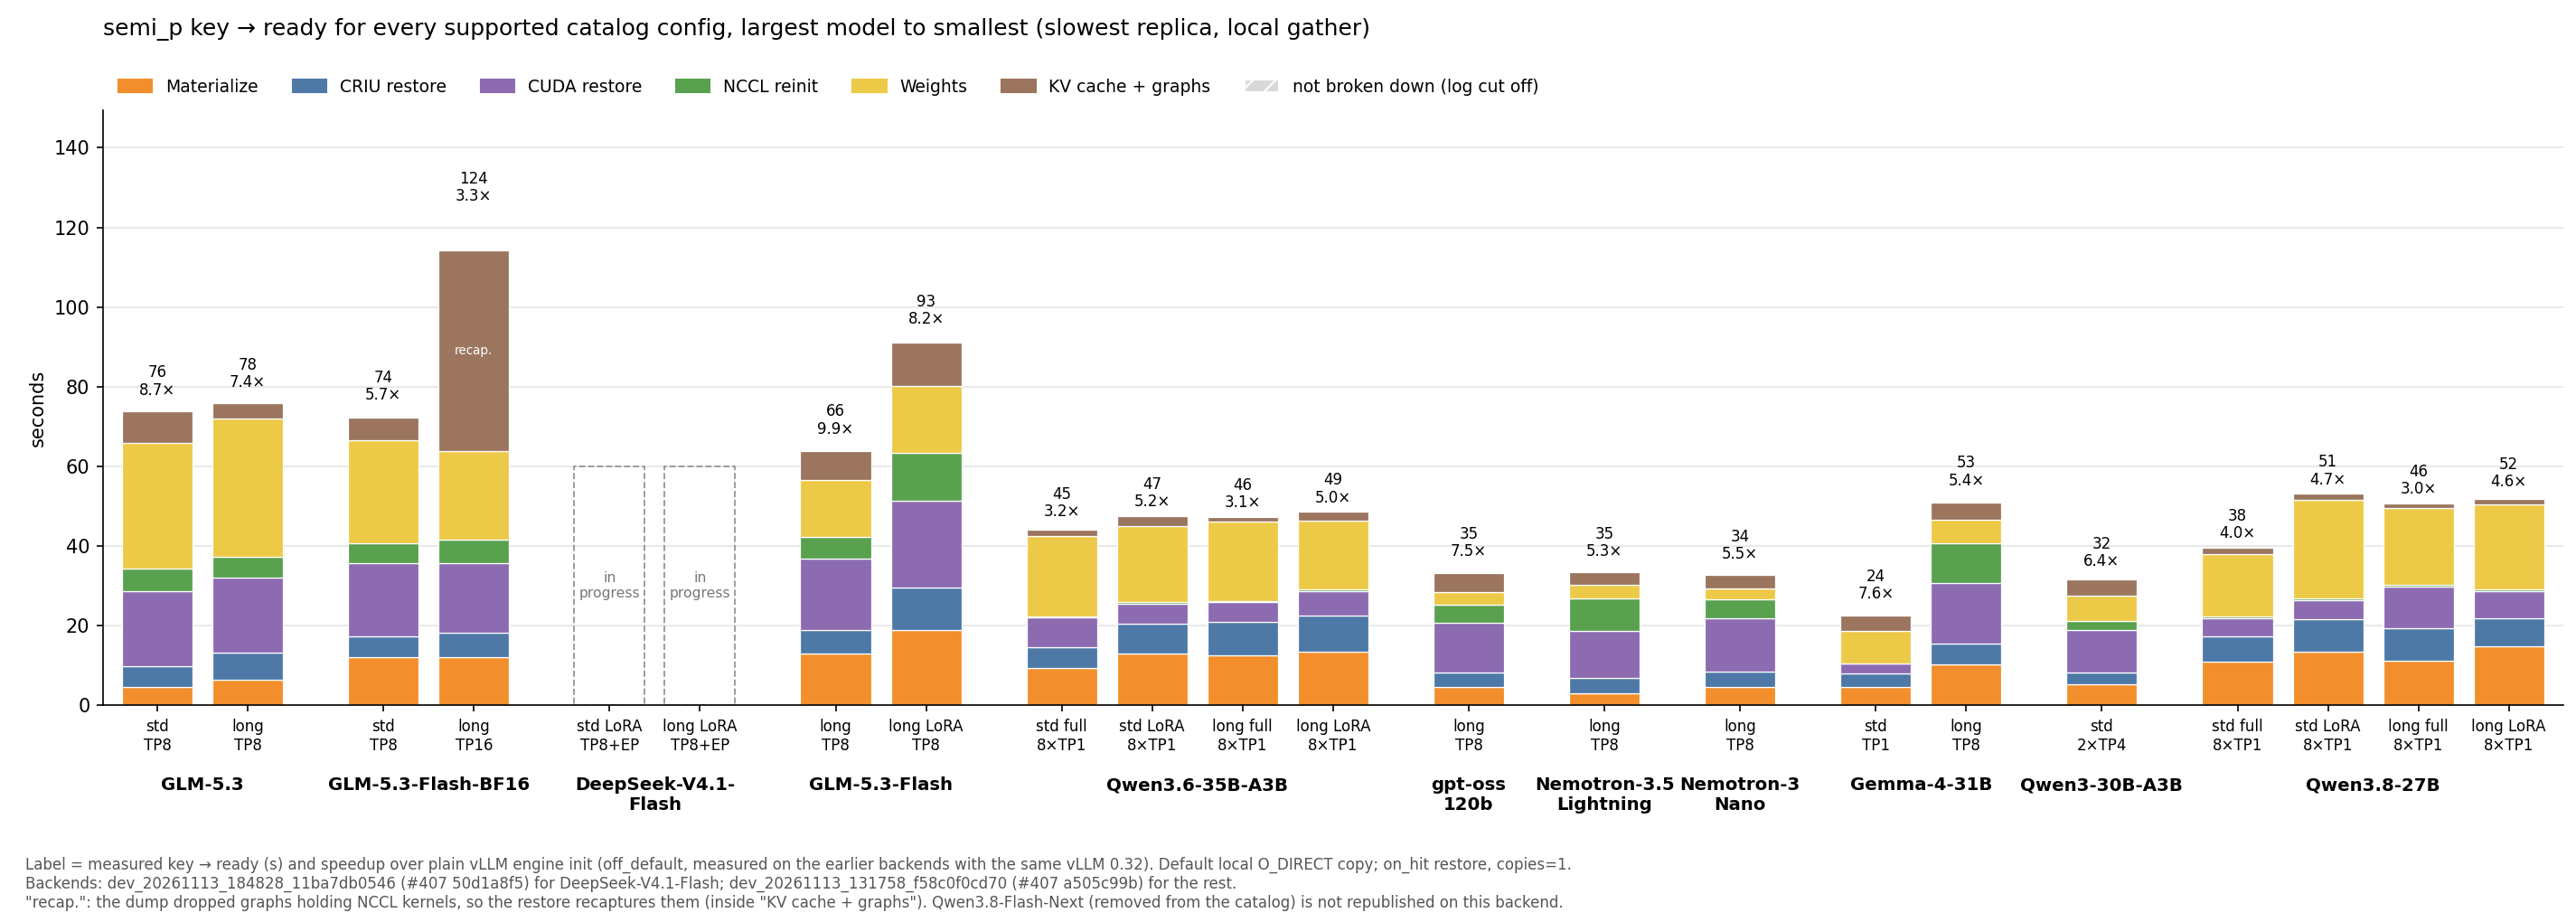 semi_p key → ready for every supported catalog config, largest model to smallest (slowest replica, local gather)
Materialize
CRIU restore
CUDA restore
NCCL reinit
Weights
KV cache + graphs
not broken down (log cut off)
seconds
140
120
100
80
60
40
20
0
76
8.7×
78
7.4×
74
5.7×
124
3.3×
recap.
in
progress
in
progress
66
9.9×
93
8.2×
45
3.2×
47
5.2×
46
3.1×
49
5.0×
35
7.5×
35
5.3×
34
5.5×
24
7.6×
53
5.4×
32
6.4×
38
4.0×
51
4.7×
46
3.0×
52
4.6×
std
TP8
long
TP8
std
TP8
long
TP16
std LoRA
TP8+EP
long LoRA
TP8+EP
long
TP8
long LoRA
TP8
std full
8×TP1
std LoRA
8×TP1
long full
8×TP1
long LoRA
8×TP1
long
TP8
long
TP8
long
TP8
std
TP1
long
TP8
std
2×TP4
std full
8×TP1
std LoRA
8×TP1
long full
8×TP1
long LoRA
8×TP1
GLM-5.3
GLM-5.3-Flash-BF16
DeepSeek-V4.1-
Flash
GLM-5.3-Flash
Qwen3.6-35B-A3B
gpt-oss
120b
Nemotron-3.5
Lightning
Nemotron-3
Nano
Gemma-4-31B
Qwen3-30B-A3B
Qwen3.8-27B
Label = measured key → ready (s) and speedup over plain vLLM engine init (off_default, measured on the earlier backends with the same vLLM 0.32). Default local O_DIRECT copy; on_hit restore, copies=1.
Backends: dev_20261113_184828_11ba7db0546 (#407 50d1a8f5) for DeepSeek-V4.1-Flash; dev_20261113_131758_f58c0f0cd70 (#407 a505c99b) for the rest.
"recap.": the dump dropped graphs holding NCCL kernels, so the restore recaptures them (inside "KV cache + graphs"). Qwen3.8-Flash-Next (removed from the catalog) is not republished on this backend.